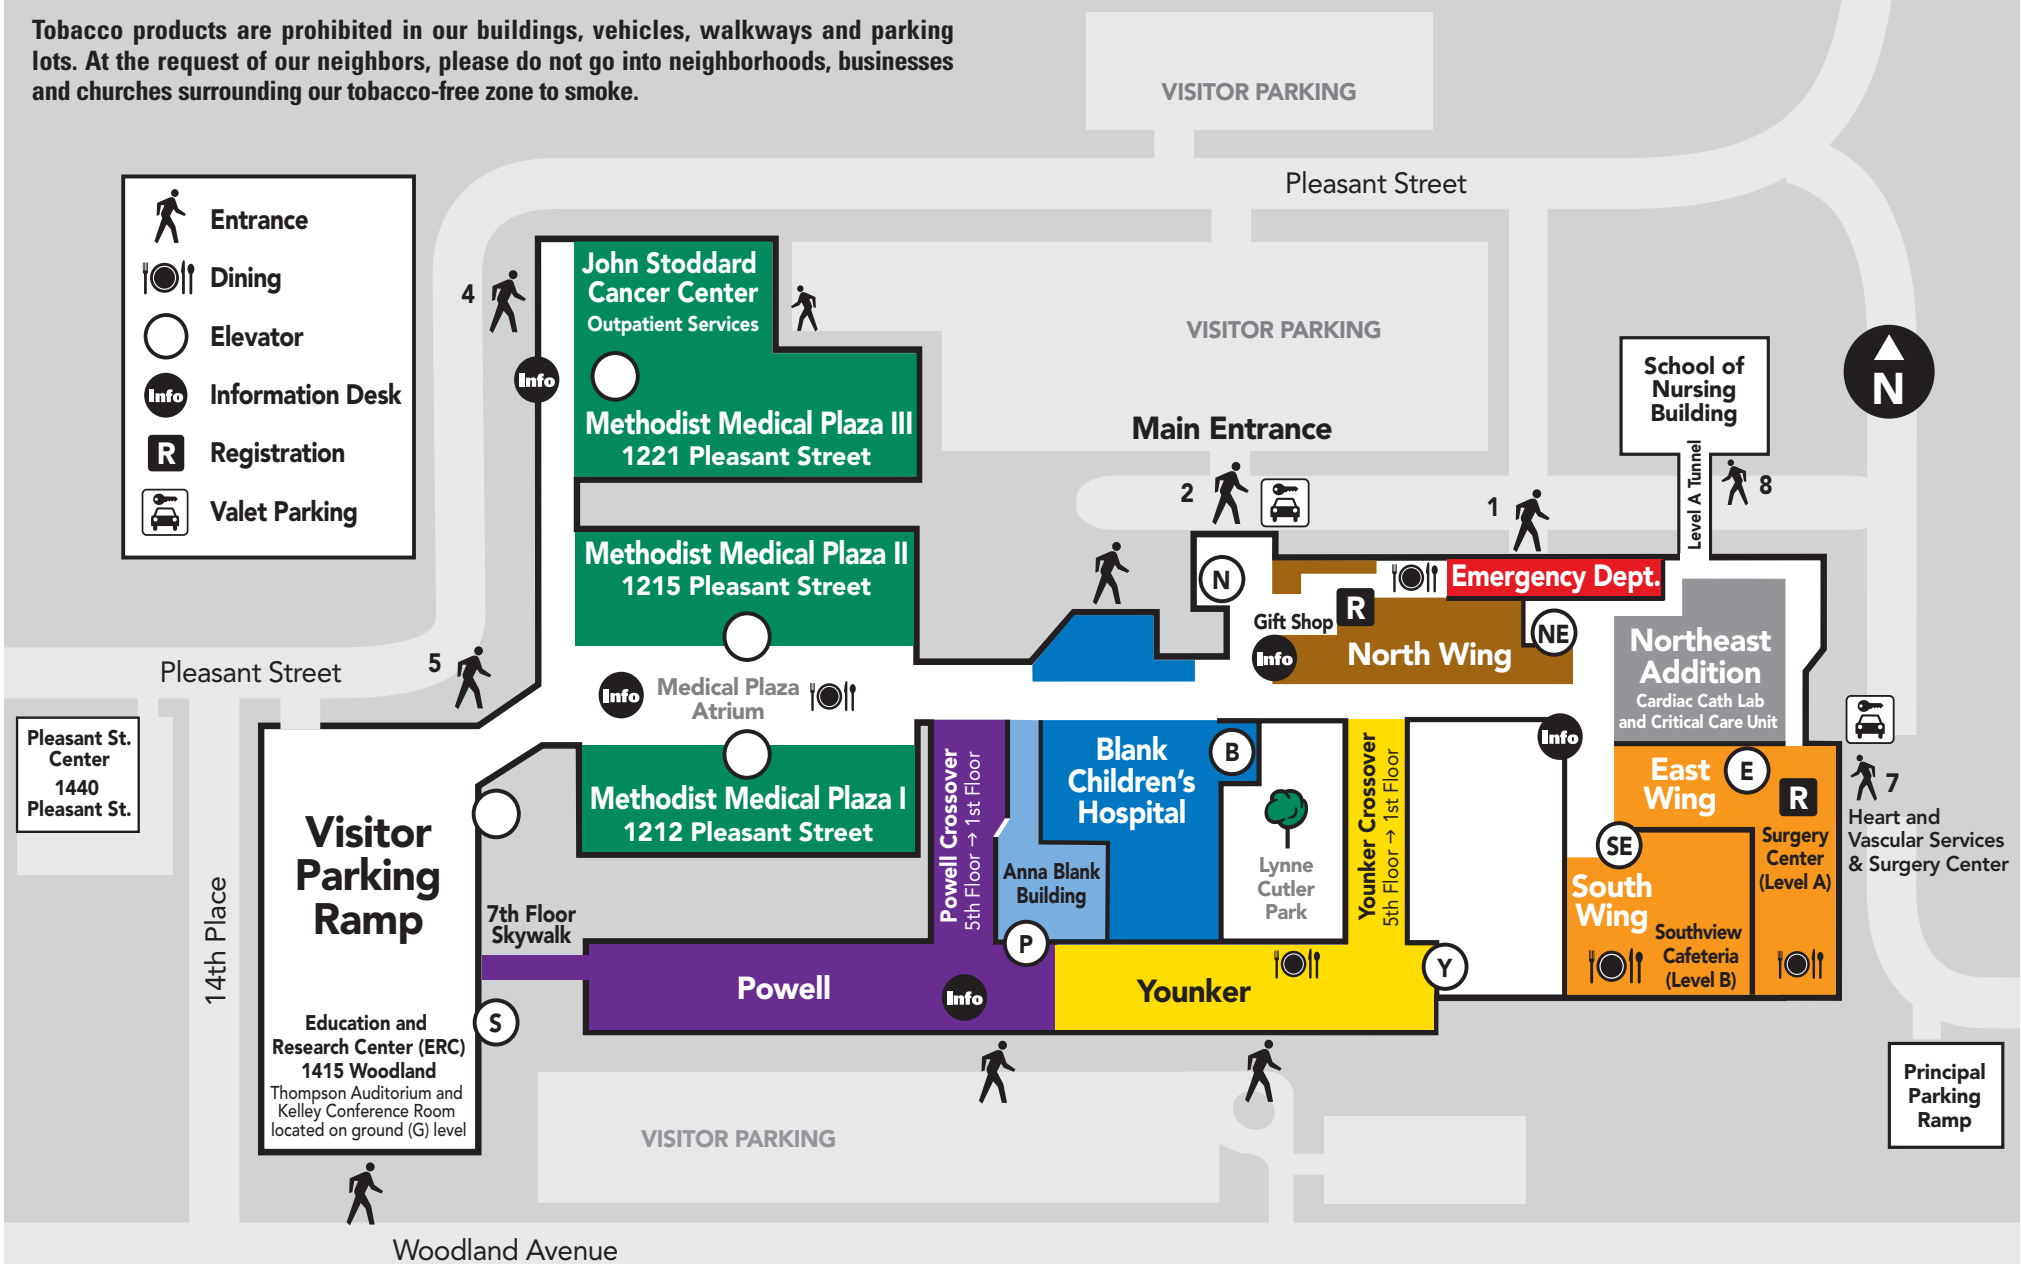 Tobacco products are prohibited in our buildings, vehicles, walkways and parking
lots. At the request of our neighbors, please do not go into neighborhoods, businesses
and churches surrounding our tobacco-free zone to smoke.
VISITOR PARKING
Pleasant Street
Entrance
Dining
Elevator
Info
Information Desk
R
Registration
Valet Parking
4
John Stoddard
Cancer Center
Outpatient Services
Info
Methodist Medical Plaza III
1221 Pleasant Street
VISITOR PARKING
School of
Nursing
Building
N
Main Entrance
2
1
Level A Tunnel
8
Methodist Medical Plaza II
1215 Pleasant Street
N
Emergency Dept.
Gift Shop
R
NE
Info
North Wing
Northeast
Addition
Cardiac Cath Lab
and Critical Care Unit
Pleasant Street
5
Info
Medical Plaza
Atrium
Pleasant St.
Center
1440
Pleasant St.
Methodist Medical Plaza I
1212 Pleasant Street
Powell Crossover
5th Floor → 1st Floor
Blank
Children's
Hospital
B
Anna Blank
Building
Lynne
Cutler
Park
Younker Crossover
5th Floor → 1st Floor
Info
East
Wing
E
R
7
Heart and
Vascular Services
& Surgery Center
Surgery
Center
(Level A)
SE
South
Wing
Southview
Cafeteria
(Level B)
Visitor
Parking
Ramp
7th Floor
Skywalk
14th Place
P
Powell
Info
Younker
Y
S
Education and
Research Center (ERC)
1415 Woodland
Thompson Auditorium and
Kelley Conference Room
located on ground (G) level
VISITOR PARKING
Principal
Parking
Ramp
Woodland Avenue